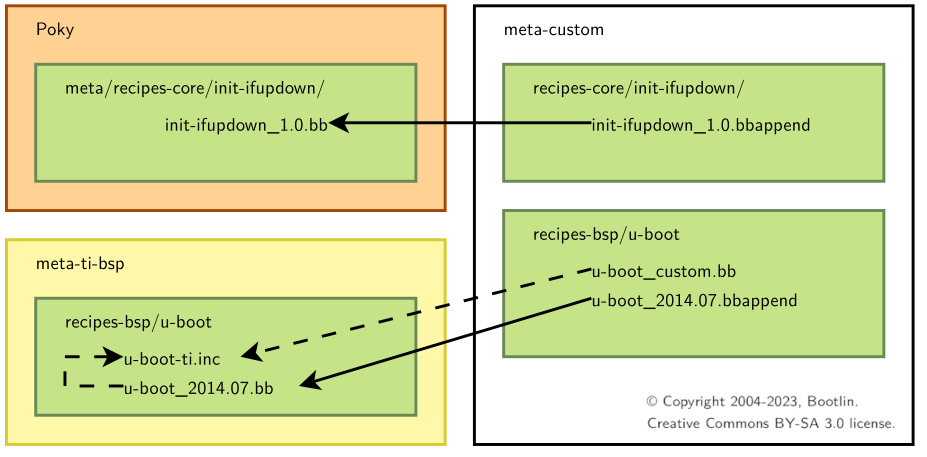 Poky
meta/recipes-core/init-ifupdown/
init-ifupdown_1.0.bb
meta-ti-bsp
recipes-bsp/u-boot
u-boot-ti.inc
u-boot_2014.07.bb
meta-custom
recipes-core/init-ifupdown/
init-ifupdown_1.0.bbappend
recipes-bsp/u-boot
u-boot_custom.bb
u-boot_2014.07.bbappend
© Copyright 2004-2023, Bootlin.
Creative Commons BY-SA 3.0 license.